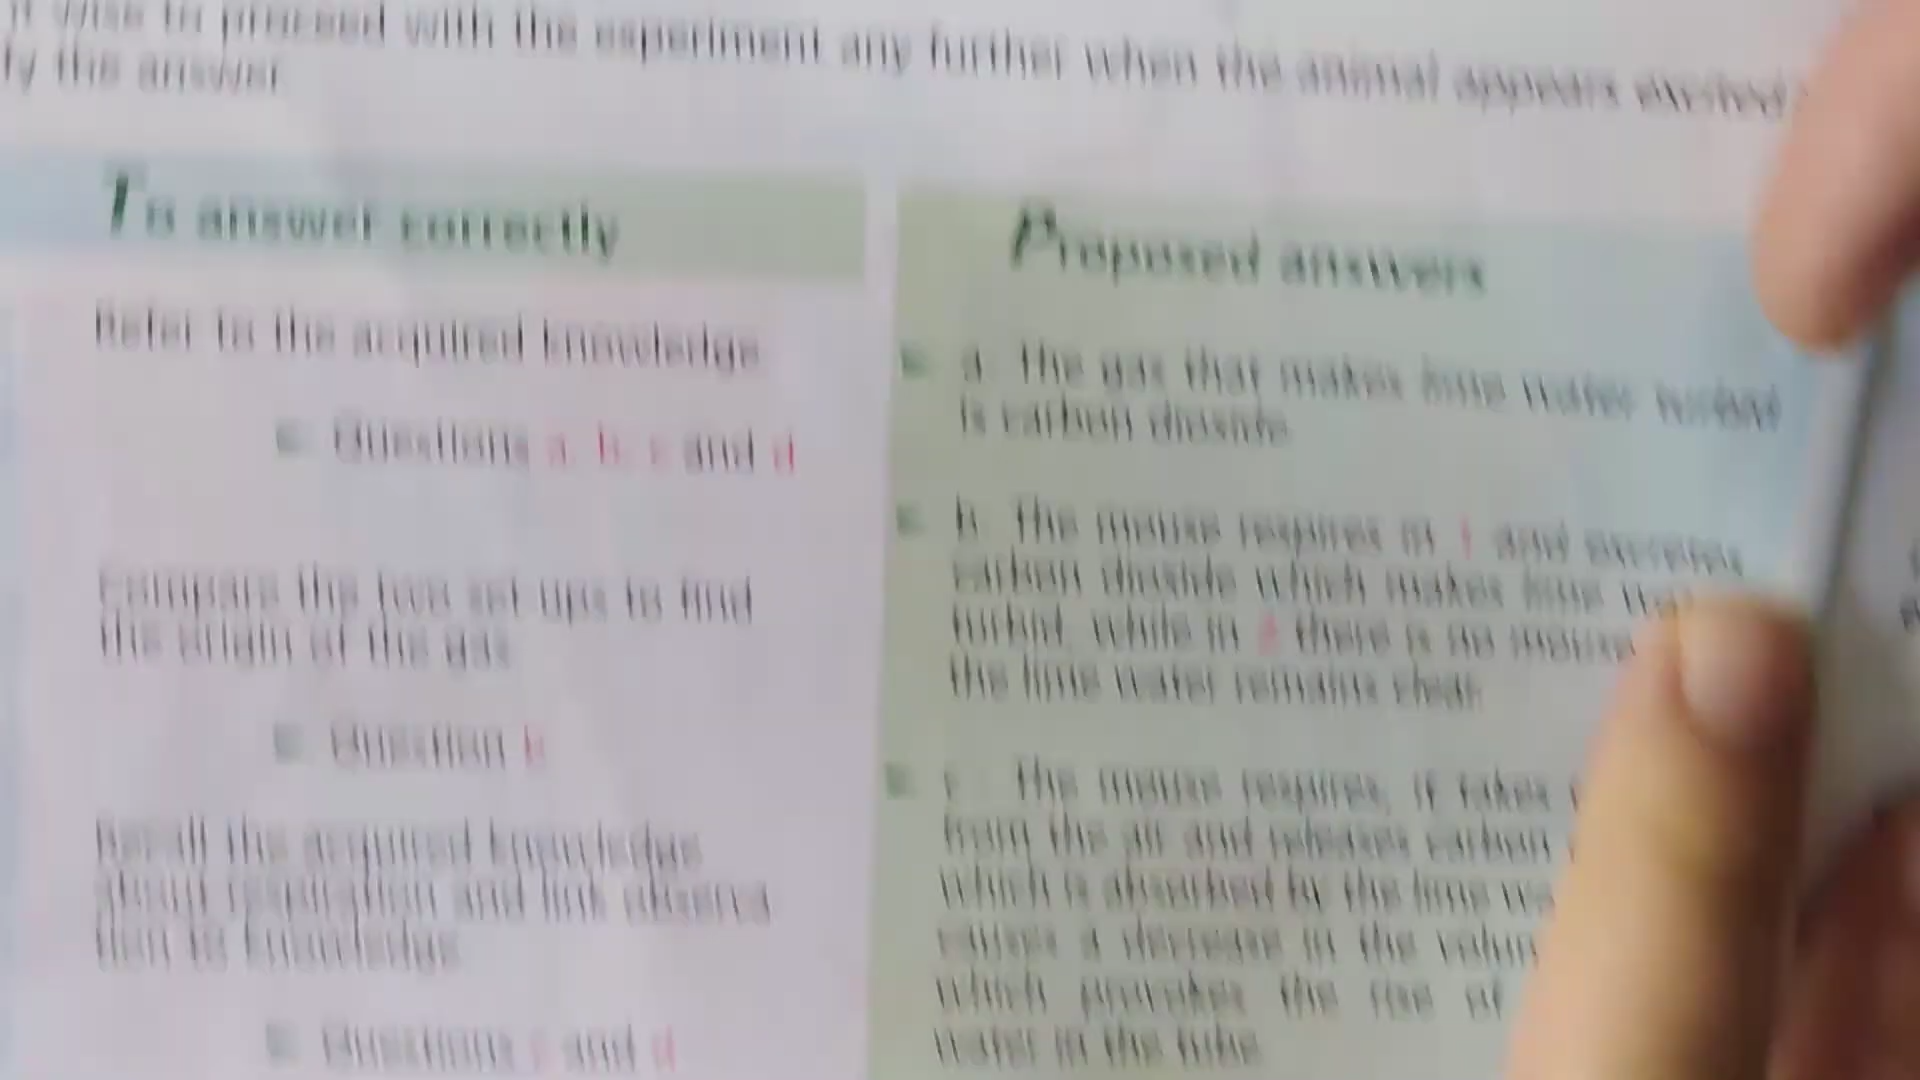 wise to proceed with the experiment any further when the animal appears excited
fy the answer
To answer correctly
Refer to the acquired knowledge
Questions a, b, c and d
Compare the two set-ups to find
the origin of the gas
Question b
Recall the acquired knowledge
about respiration and link observa
tion to knowledge
Questions c and d
Proposed answers
a. The gas that makes lime water turbid
is carbon dioxide
b. The mouse respires in 1 and
carbon dioxide which makes lime
turbid, while in 2 there is no mouse
the lime water remains clear
c. The mouse respires, it takes
from the air and releases carbon
which is absorbed by the lime
causes a decrease in the
which provokes the rise of
water in the tube